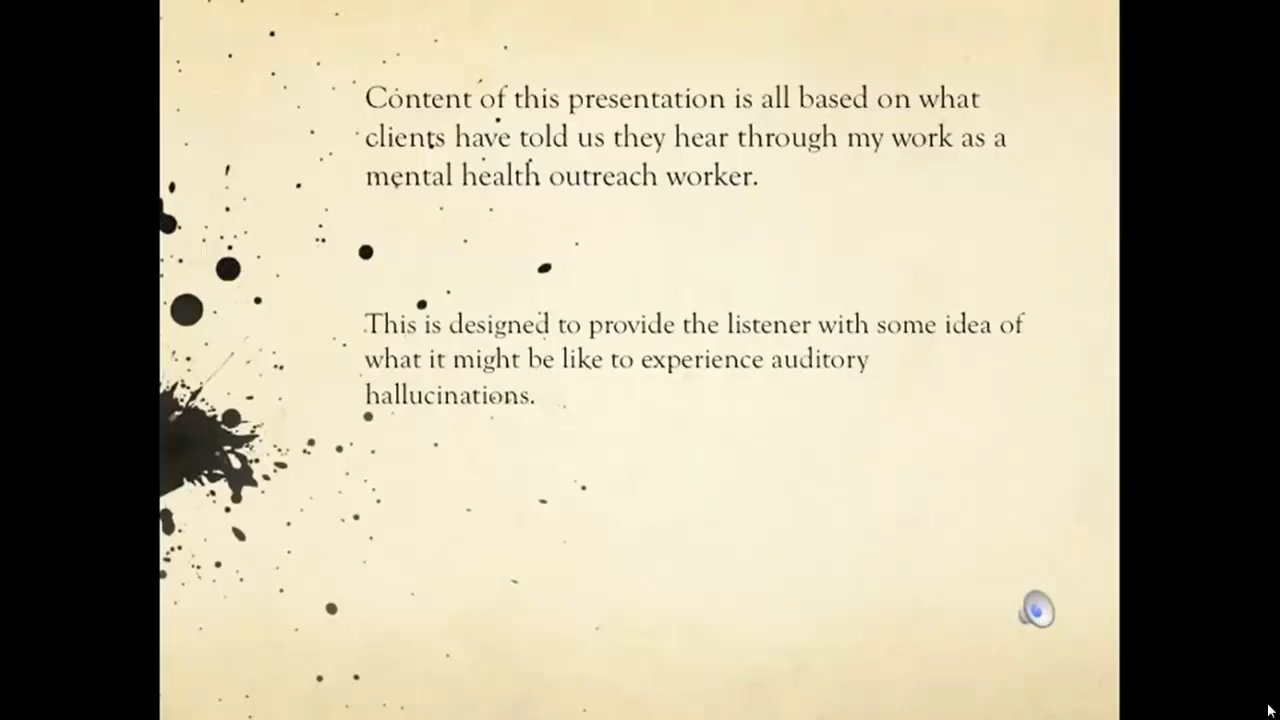 Content of this presentation is all based on what
clients have told us they hear through my work as a
mental health outreach worker.
This is designed to provide the listener with some idea of
what it might be like to experience auditory
hallucinations.